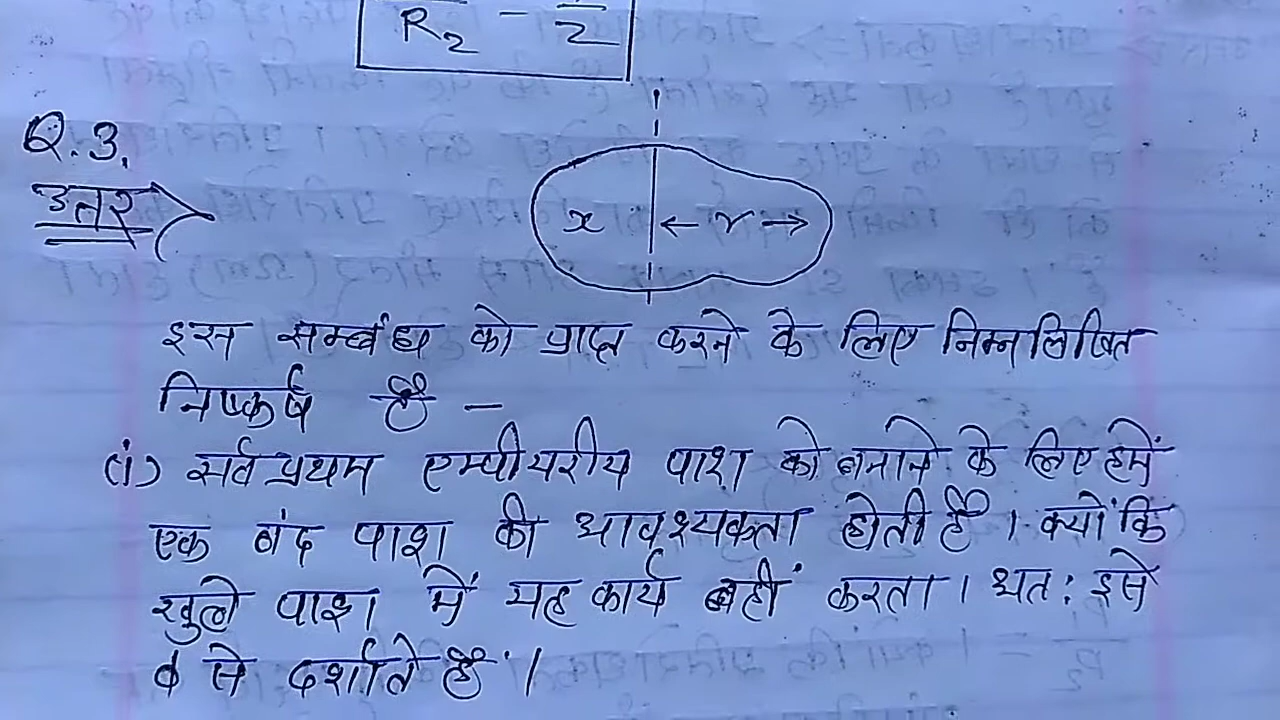 R₂ - 2
Q.3.
उत्तर
x ← r →
इस सम्बंध को प्राप्त करने के लिए निम्नलिखित
निष्कर्ष है -
(i) सर्वप्रथम एम्पीयरीय पाश को बनाने के लिए हमें
एक बंद पाश की आवश्यकता होती है । क्योंकि
खुले पाश में यह कार्य नहीं करता । अत: इसे
से दर्शाते हैं ।